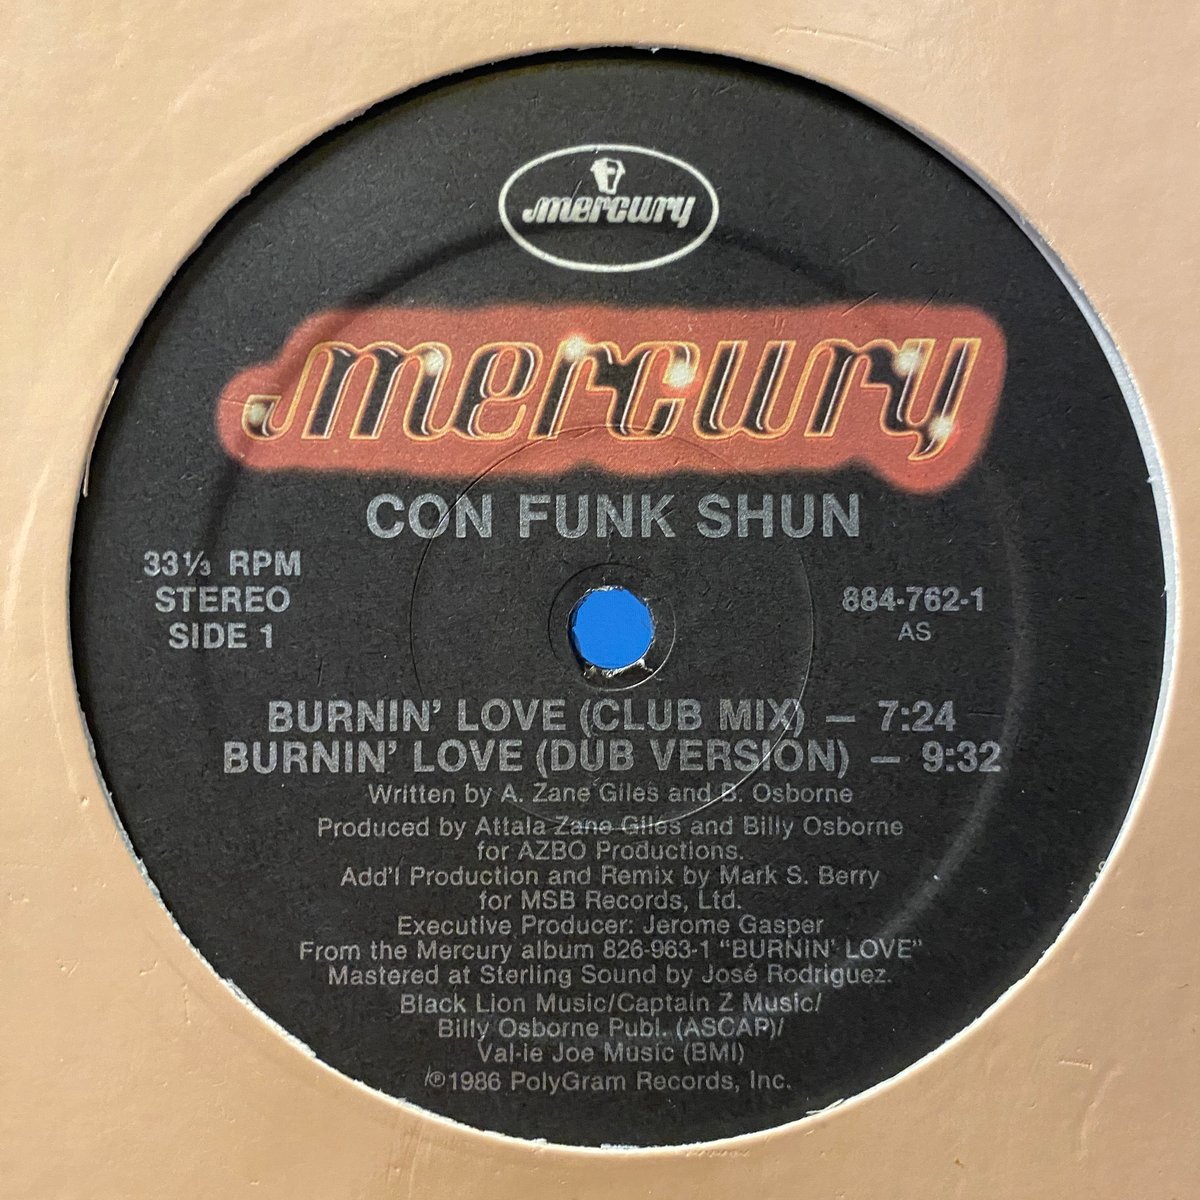 mercury
mercury
CON FUNK SHUN
33⅓ RPM
STEREO
SIDE 1
884-762-1
AS
BURNIN' LOVE (CLUB MIX) — 7:24
BURNIN' LOVE (DUB VERSION) — 9:32
Written by A. Zane Giles and B. Osborne
Produced by Attala Zane Giles and Billy Osborne
for AZBO Productions.
Add'l Production and Remix by Mark S. Berry
for MSB Records, Ltd.
Executive Producer: Jerome Gasper
From the Mercury album 826-963-1 "BURNIN' LOVE"
Mastered at Sterling Sound by José Rodriguez.
Black Lion Music/Captain Z Music/
Billy Osborne Publ. (ASCAP)/
Val-ie Joe Music (BMI)
℗1986 PolyGram Records, Inc.